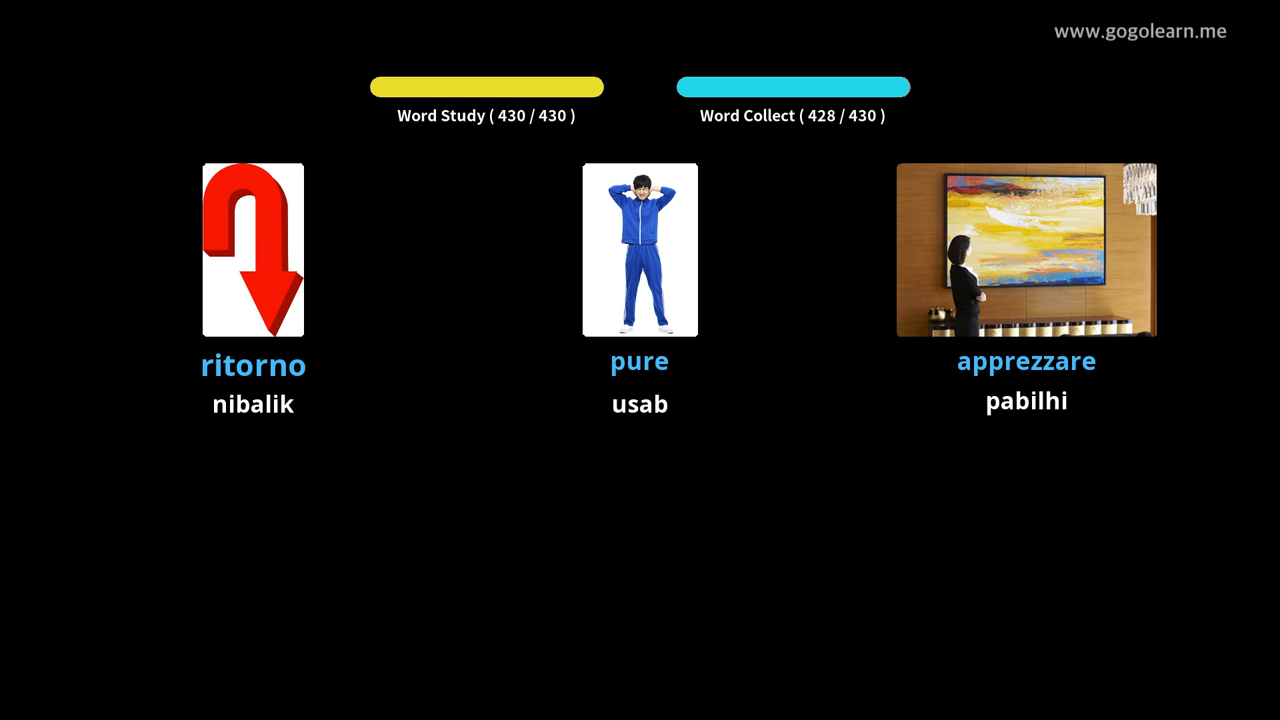 www.gogolearn.me
Word Study ( 430 / 430 )
Word Collect ( 428 / 430 )
ritorno
nibalik
pure
usab
apprezzare
pabilhi